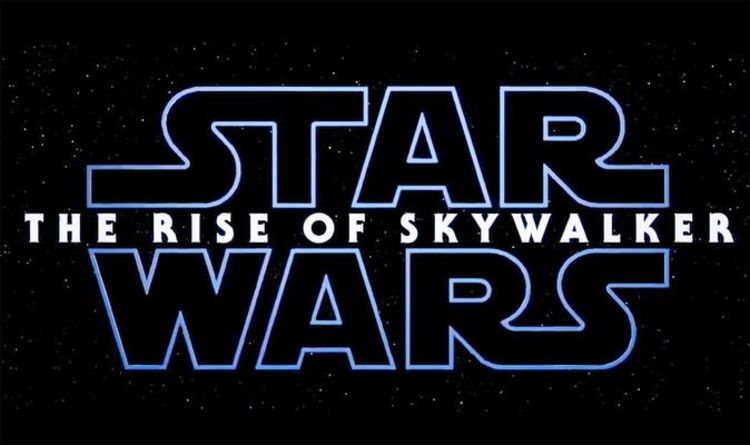 STAR
THE RISE OF SKYWALKER
WARS